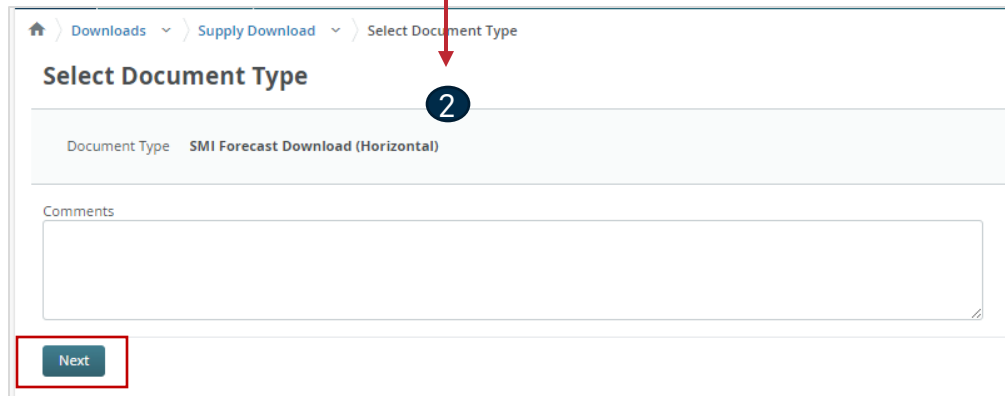 Downloads Supply Download Select Document Type
Select Document Type
2
Document Type SMI Forecast Download (Horizontal)
Comments
Next